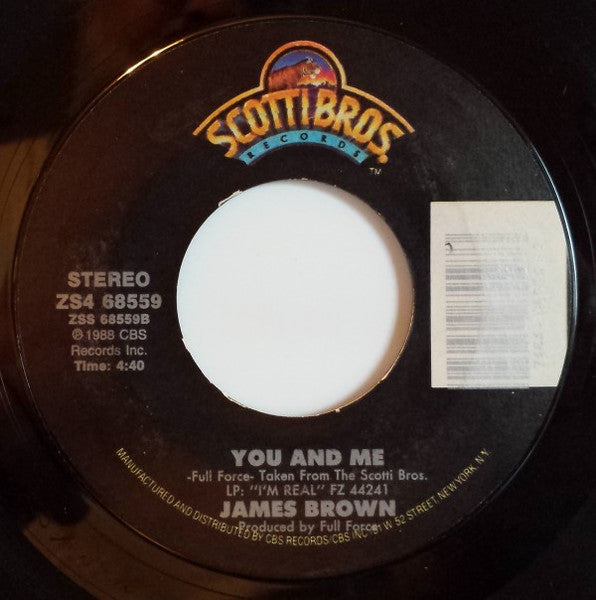 SCOTTI BROS.
RECORDS
TM
STEREO
ZS4 68559
ZSS 68559B
℗ 1988 CBS
Records Inc.
Time: 4:40
YOU AND ME
-Full Force- Taken From The Scotti Bros.
LP: "I'M REAL" FZ 44241
JAMES BROWN
Produced by Full Force
MANUFACTURED AND DISTRIBUTED BY CBS RECORDS/CBS INC. 51 W 52 STREET, NEW YORK, N.Y.